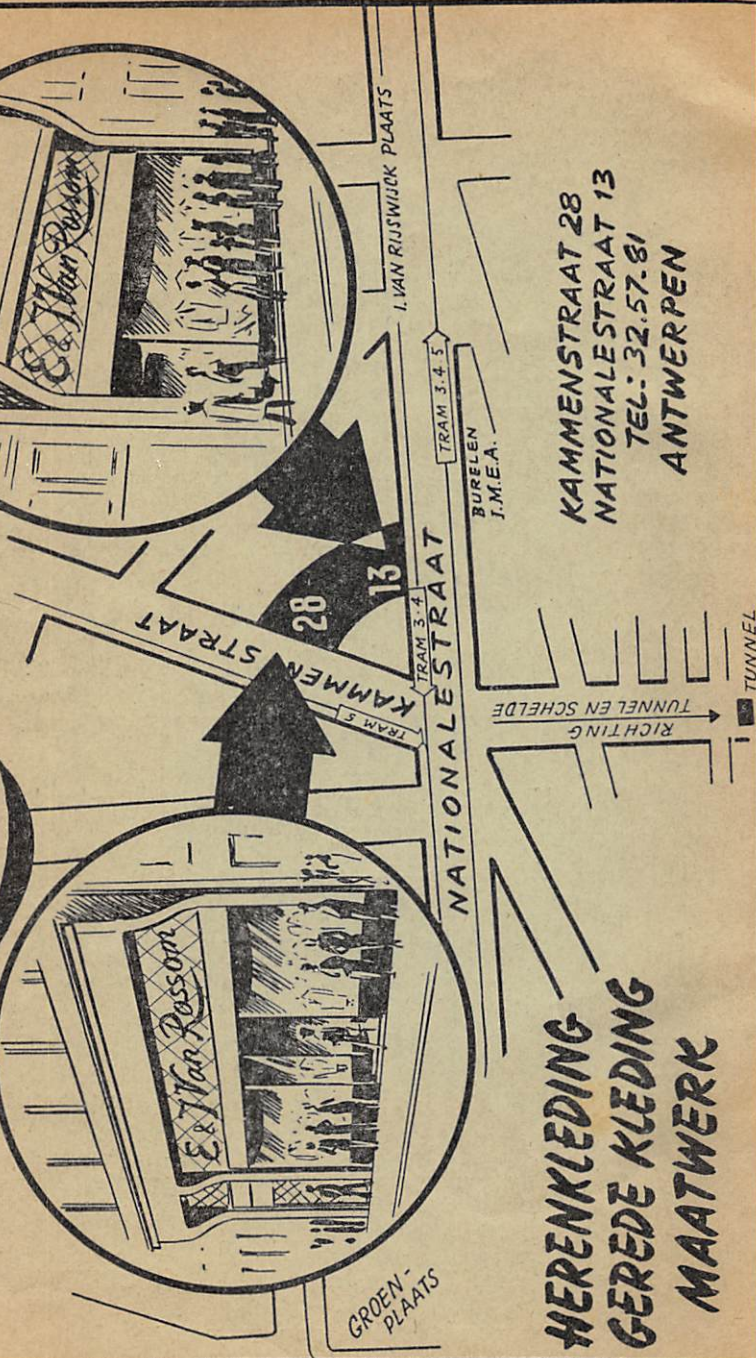 E & J. Van Rossom
E & J. Van Rossom
KAMMEN STRAAT
28
13
TRAM 5
TRAM 3-4
TRAM 3.4.5
NATIONALESTRAAT
I. VAN RIJSWIJCK PLAATS
BURELEN
I.M.E.A.
GROEN-
PLAATS
RICHTING
TUNNEL EN SCHELDE
TUNNEL
HERENKLEDING
GEREDE KLEDING
MAATWERK
KAMMENSTRAAT 28
NATIONALESTRAAT 13
TEL: 32.57.81
ANTWERPEN